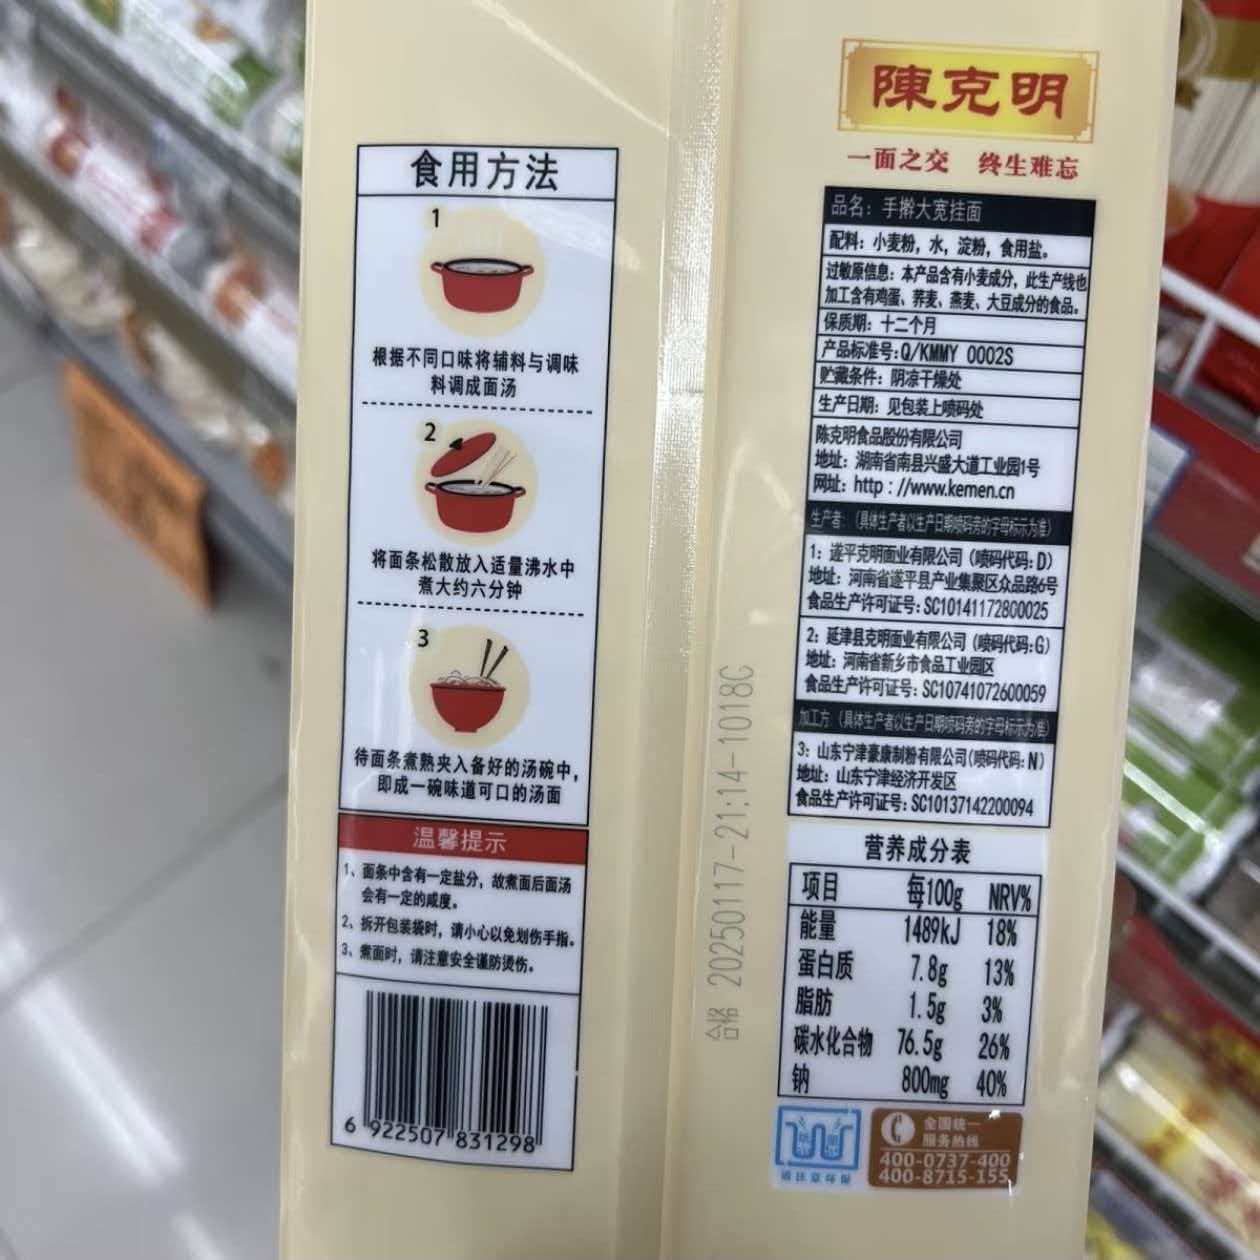 食用方法
1
根据不同口味将辅料与调味
料调成面汤
2
将面条松散放入适量沸水中
煮大约六分钟
3
待面条煮熟夹入备好的汤碗中,
即成一碗味道可口的汤面
温馨提示
1、面条中含有一定盐分，故煮面后面汤
会有一定的咸度。
2、拆开包装袋时，请小心以免划伤手指。
3、煮面时，请注意安全谨防烫伤。
6 922507 831298
合格 20250117-21:14-1018G
陳克明
一面之交 终生难忘
品名：手擀大宽挂面
配料：小麦粉，水，淀粉，食用盐。
过敏原信息：本产品含有小麦成分，此生产线也
加工含有鸡蛋、荞麦、燕麦、大豆成分的食品。
保质期：十二个月
产品标准号:Q/KMMY 0002S
贮藏条件：阴凉干燥处
生产日期：见包装上喷码处
陈克明食品股份有限公司
地址：湖南省南县兴盛大道工业园1号
网址：http://www.kemen.cn
生产者：（具体生产者以生产日期喷码旁的字母标示为准）
1：遂平克明面业有限公司（喷码代码:D）
地址：河南省遂平县产业集聚区众品路6号
食品生产许可证号:SC10141172800025
2：延津县克明面业有限公司（喷码代码:G）
地址：河南省新乡市食品工业园区
食品生产许可证号:SC10741072600059
加工方（具体生产者以生产日期喷码旁的字母标示为准）
3：山东宁津豪康制粉有限公司(喷码代码:N）
地址：山东宁津经济开发区
食品生产许可证号:SC10137142200094
营养成分表
项目 每100g NRV%
能量 1489kJ 18%
蛋白质 7.8g 13%
脂肪 1.5g 3%
碳水化合物 76.5g 26%
钠 800mg 40%
全国统一
服务热线
400-0737-400
400-8715-155
请注意环保